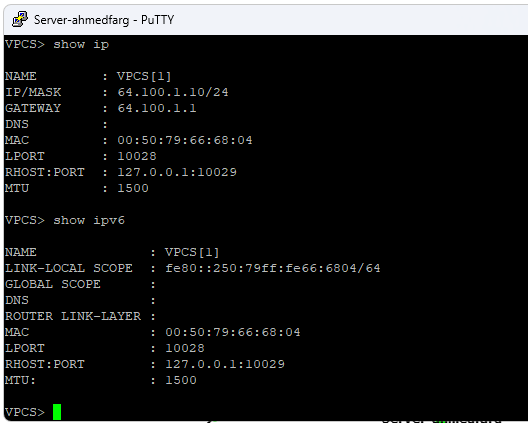 Server-ahmedfarg - PuTTY
VPCS> show ip
NAME : VPCS[1]
IP/MASK : 64.100.1.10/24
GATEWAY : 64.100.1.1
DNS :
MAC : 00:50:79:66:68:04
LPORT : 10028
RHOST:PORT : 127.0.0.1:10029
MTU : 1500
VPCS> show ipv6
NAME : VPCS[1]
LINK-LOCAL SCOPE : fe80::250:79ff:fe66:6804/64
GLOBAL SCOPE :
DNS :
ROUTER LINK-LAYER :
MAC : 00:50:79:66:68:04
LPORT : 10028
RHOST:PORT : 127.0.0.1:10029
MTU: : 1500
VPCS>